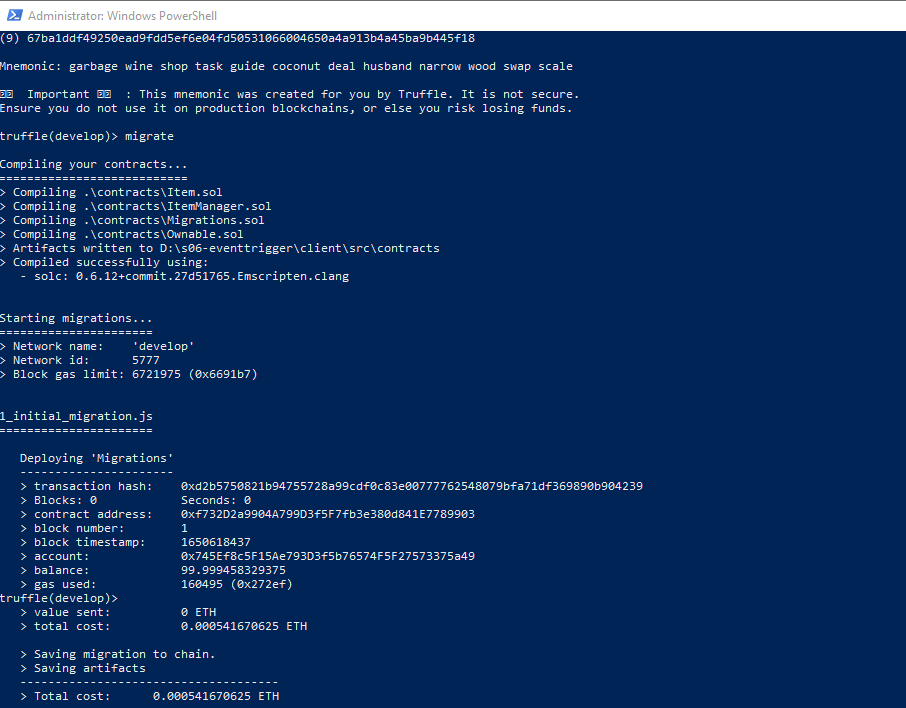 Administrator: Windows PowerShell
(9) 67ba1ddf49250ead9fdd5ef6e04fd50531066004650a4a913b4a45ba9b445f18
Mnemonic: garbage wine shop task guide coconut deal husband narrow wood swap scale
Important : This mnemonic was created for you by Truffle. It is not secure.
Ensure you do not use it on production blockchains, or else you risk losing funds.
truffle(develop)> migrate
Compiling your contracts...
===========================
> Compiling .\contracts\Item.sol
> Compiling .\contracts\ItemManager.sol
> Compiling .\contracts\Migrations.sol
> Compiling .\contracts\Ownable.sol
> Artifacts written to D:\s06-eventtrigger\client\src\contracts
> Compiled successfully using:
- solc: 0.6.12+commit.27d51765.Emscripten.clang
Starting migrations...
======================
> Network name: 'develop'
> Network id: 5777
> Block gas limit: 6721975 (0x6691b7)
1_initial_migration.js
======================
Deploying 'Migrations'
----------------------
> transaction hash: 0xd2b5750821b94755728a99cdf0c83e00777762548079bfa71df369890b904239
> Blocks: 0 Seconds: 0
> contract address: 0xf732D2a9904A799D3f5F7fb3e380d841E7789903
> block number: 1
> block timestamp: 1650618437
> account: 0x745Ef8c5F15Ae793D3f5b76574F5F27573375a49
> balance: 99.999458329375
> gas used: 160495 (0x272ef)
truffle(develop)>
> value sent: 0 ETH
> total cost: 0.000541670625 ETH
> Saving migration to chain.
> Saving artifacts
-------------------------------------
> Total cost: 0.000541670625 ETH